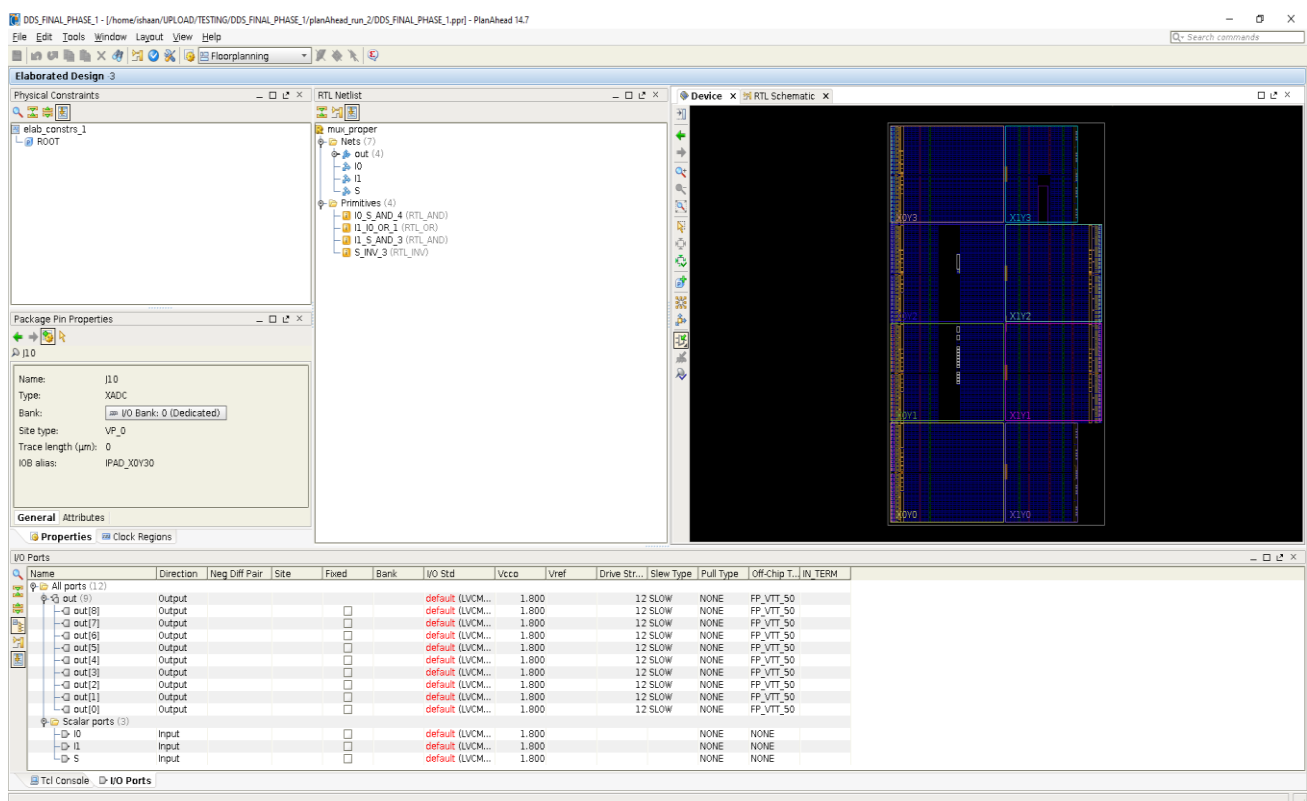 DDS_FINAL_PHASE_1 - [/home/ishaan/UPLOAD/TESTING/DDS_FINAL_PHASE_1/planAhead_run_2/DDS_FINAL_PHASE_1.ppr] - PlanAhead 14.7
File Edit Tools Window Layout View Help
Q- Search commands
Floorplanning
Elaborated Design -3
Physical Constraints
elab_constrs_1
ROOT
RTL Netlist
mux_proper
Nets (7)
out (4)
I0
I1
S
Primitives (4)
I0_S_AND_4 (RTL_AND)
I1_I0_OR_1 (RTL_OR)
I1_S_AND_3 (RTL_AND)
S_INV_3 (RTL_INV)
Device X RTL Schematic X
X0Y3 X1Y3
X0Y2 X1Y2
X0Y1 X1Y1
X0Y0 X1Y0
Package Pin Properties
J10
Name: J10
Type: XADC
Bank: I/O Bank: 0 (Dedicated)
Site type: VP_0
Trace length (µm): 0
IOB alias: IPAD_X0Y30
General Attributes
Properties Clock Regions
I/O Ports
Name Direction Neg Diff Pair Site Fixed Bank I/O Std Vcco Vref Drive Str... Slew Type Pull Type Off-Chip T... IN_TERM
All ports (12)
out (9) Output default (LVCM... 1.800 12 SLOW NONE FP_VTT_50
out[8] Output default (LVCM... 1.800 12 SLOW NONE FP_VTT_50
out[7] Output default (LVCM... 1.800 12 SLOW NONE FP_VTT_50
out[6] Output default (LVCM... 1.800 12 SLOW NONE FP_VTT_50
out[5] Output default (LVCM... 1.800 12 SLOW NONE FP_VTT_50
out[4] Output default (LVCM... 1.800 12 SLOW NONE FP_VTT_50
out[3] Output default (LVCM... 1.800 12 SLOW NONE FP_VTT_50
out[2] Output default (LVCM... 1.800 12 SLOW NONE FP_VTT_50
out[1] Output default (LVCM... 1.800 12 SLOW NONE FP_VTT_50
out[0] Output default (LVCM... 1.800 12 SLOW NONE FP_VTT_50
Scalar ports (3)
I0 Input default (LVCM... 1.800 NONE NONE
I1 Input default (LVCM... 1.800 NONE NONE
S Input default (LVCM... 1.800 NONE NONE
Tcl Console I/O Ports